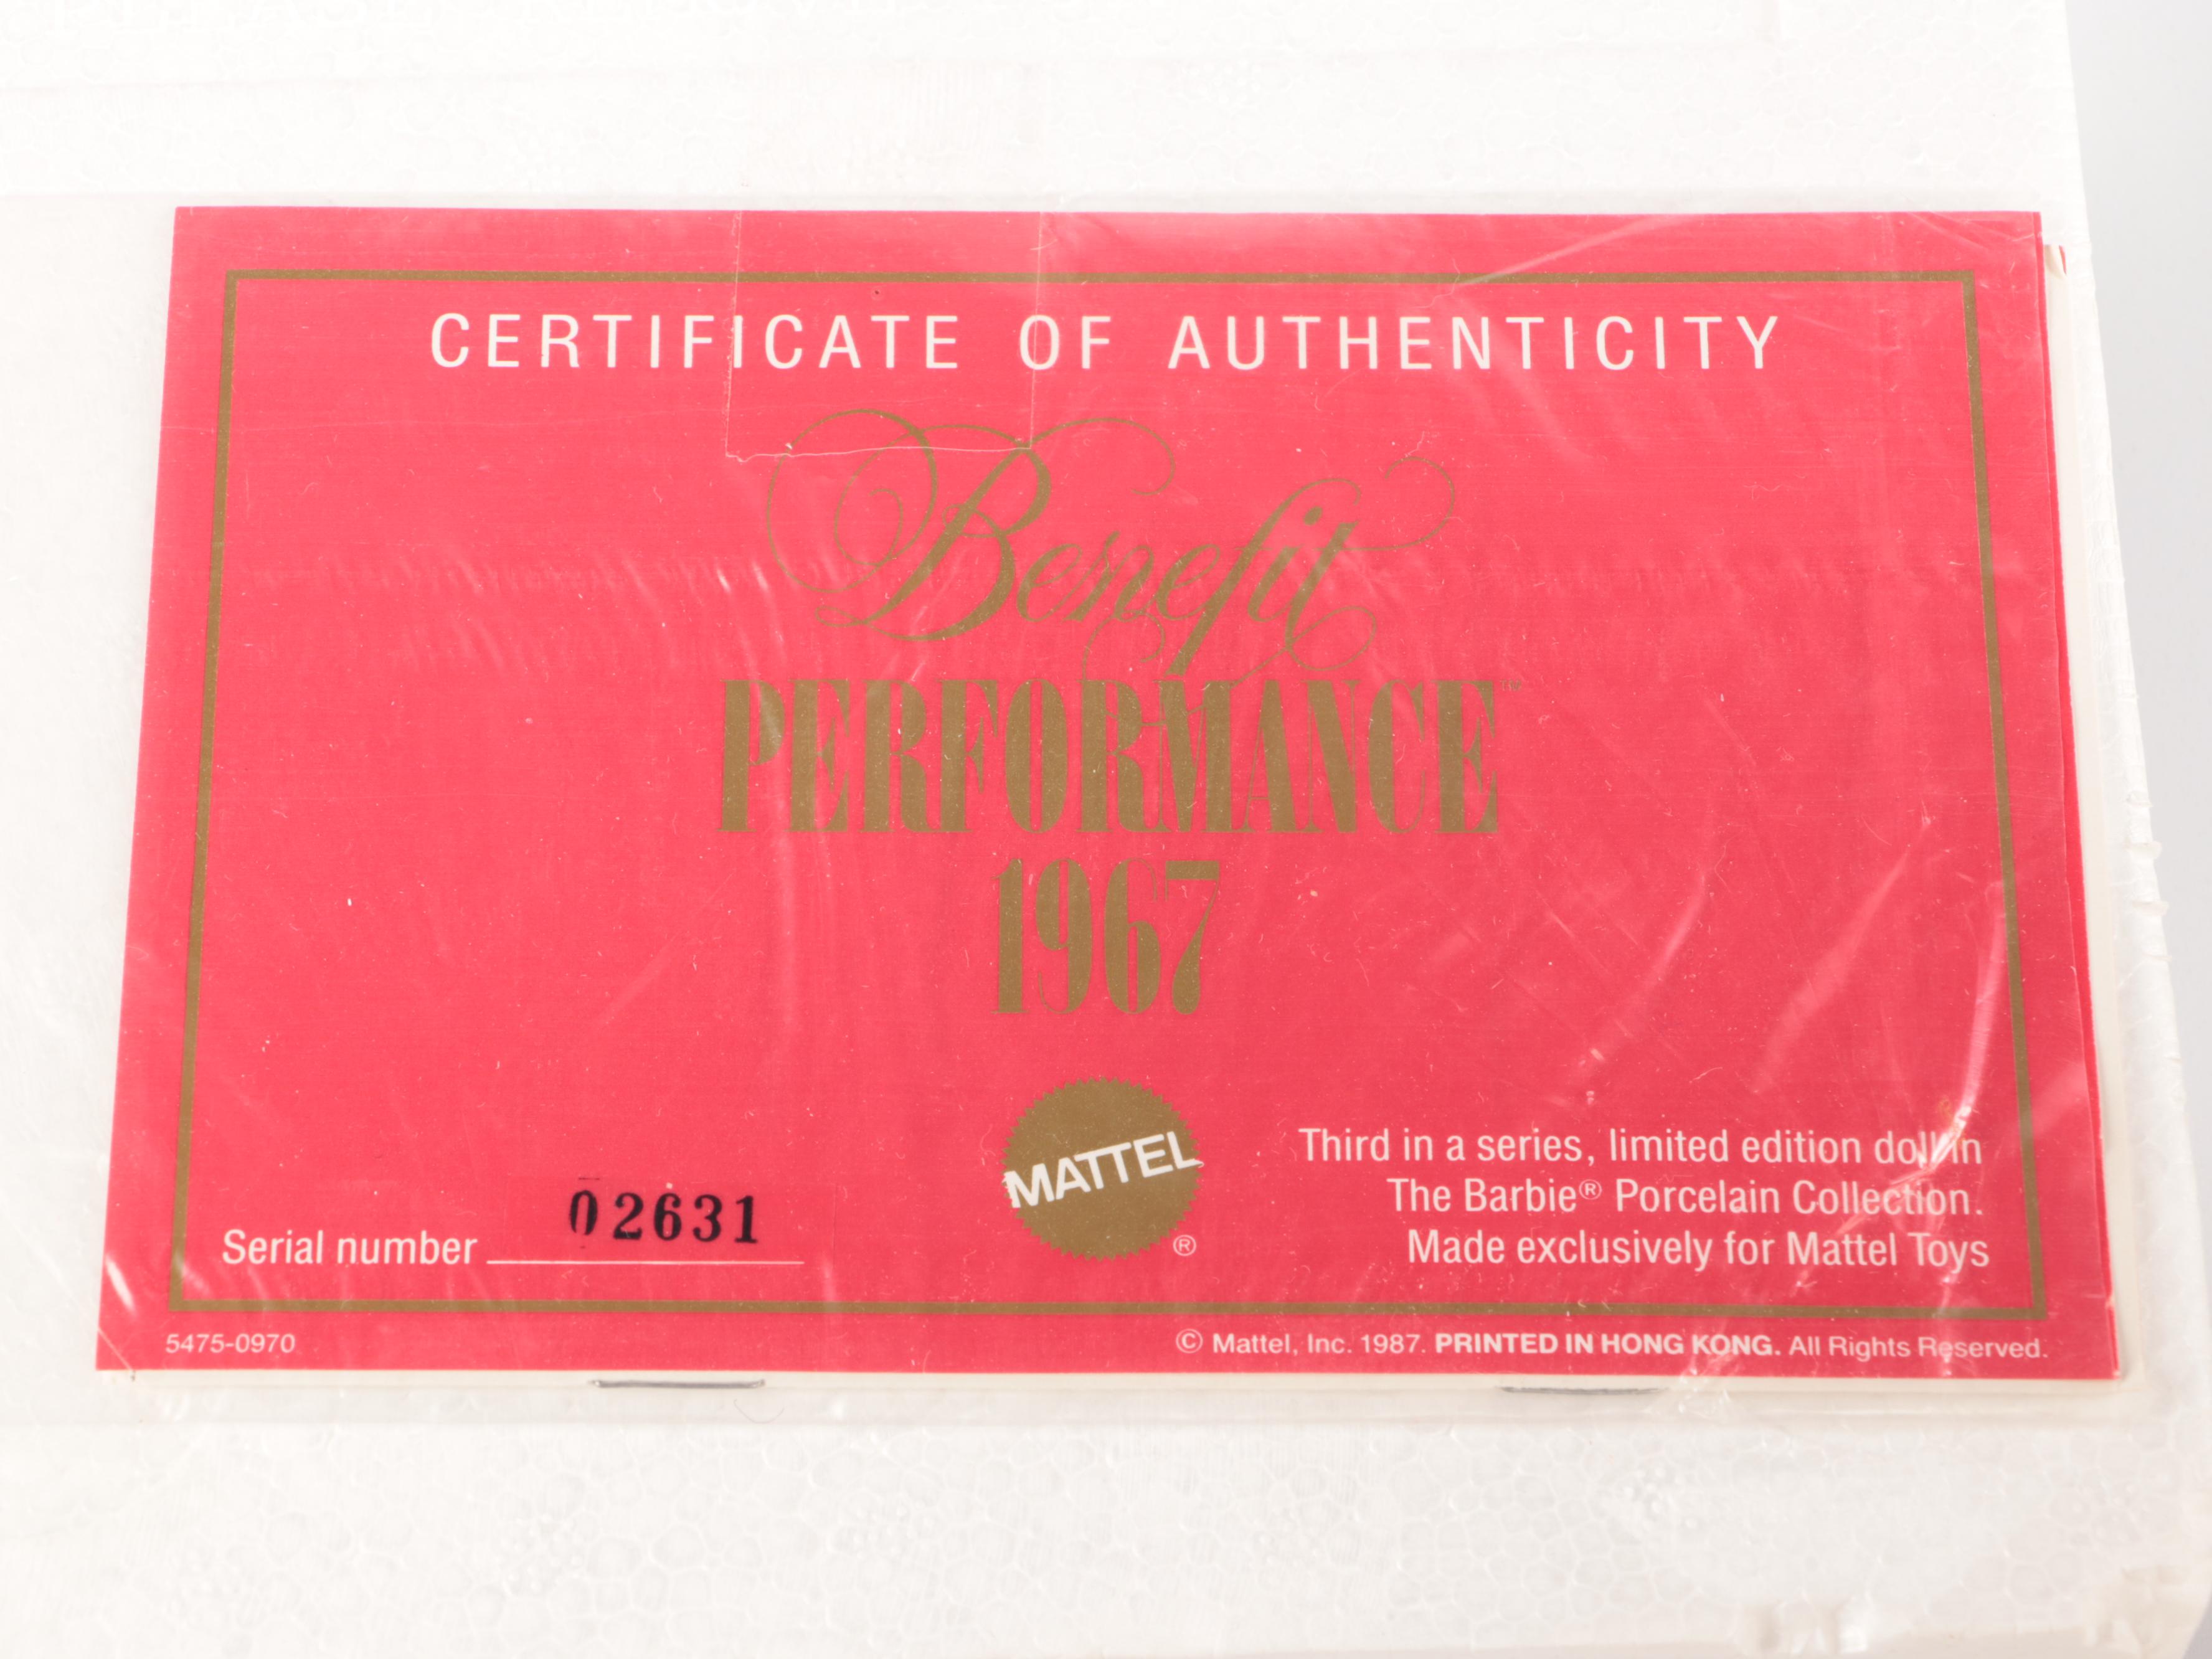 CERTIFICATE OF AUTHENTICITY
Benefit
PERFORMANCE™
1967
MATTEL
®
Third in a series, limited edition doll in
The Barbie® Porcelain Collection.
Made exclusively for Mattel Toys
Serial number 02631
5475-0970
© Mattel, Inc. 1987. PRINTED IN HONG KONG. All Rights Reserved.